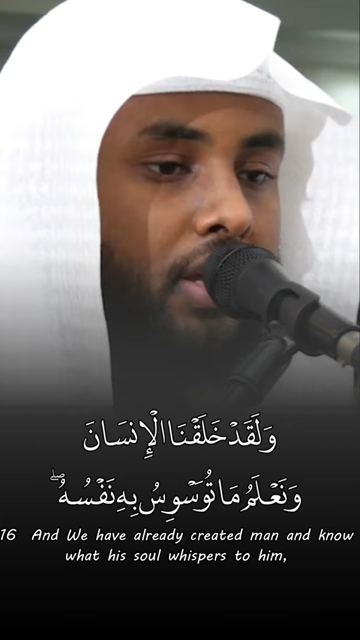 وَلَقَدْ خَلَقْنَا الْإِنسَانَ
وَنَعْلَمُ مَا تُوَسْوِسُ بِهِ نَفْسُهُ ۖ
16 And We have already created man and know
what his soul whispers to him,